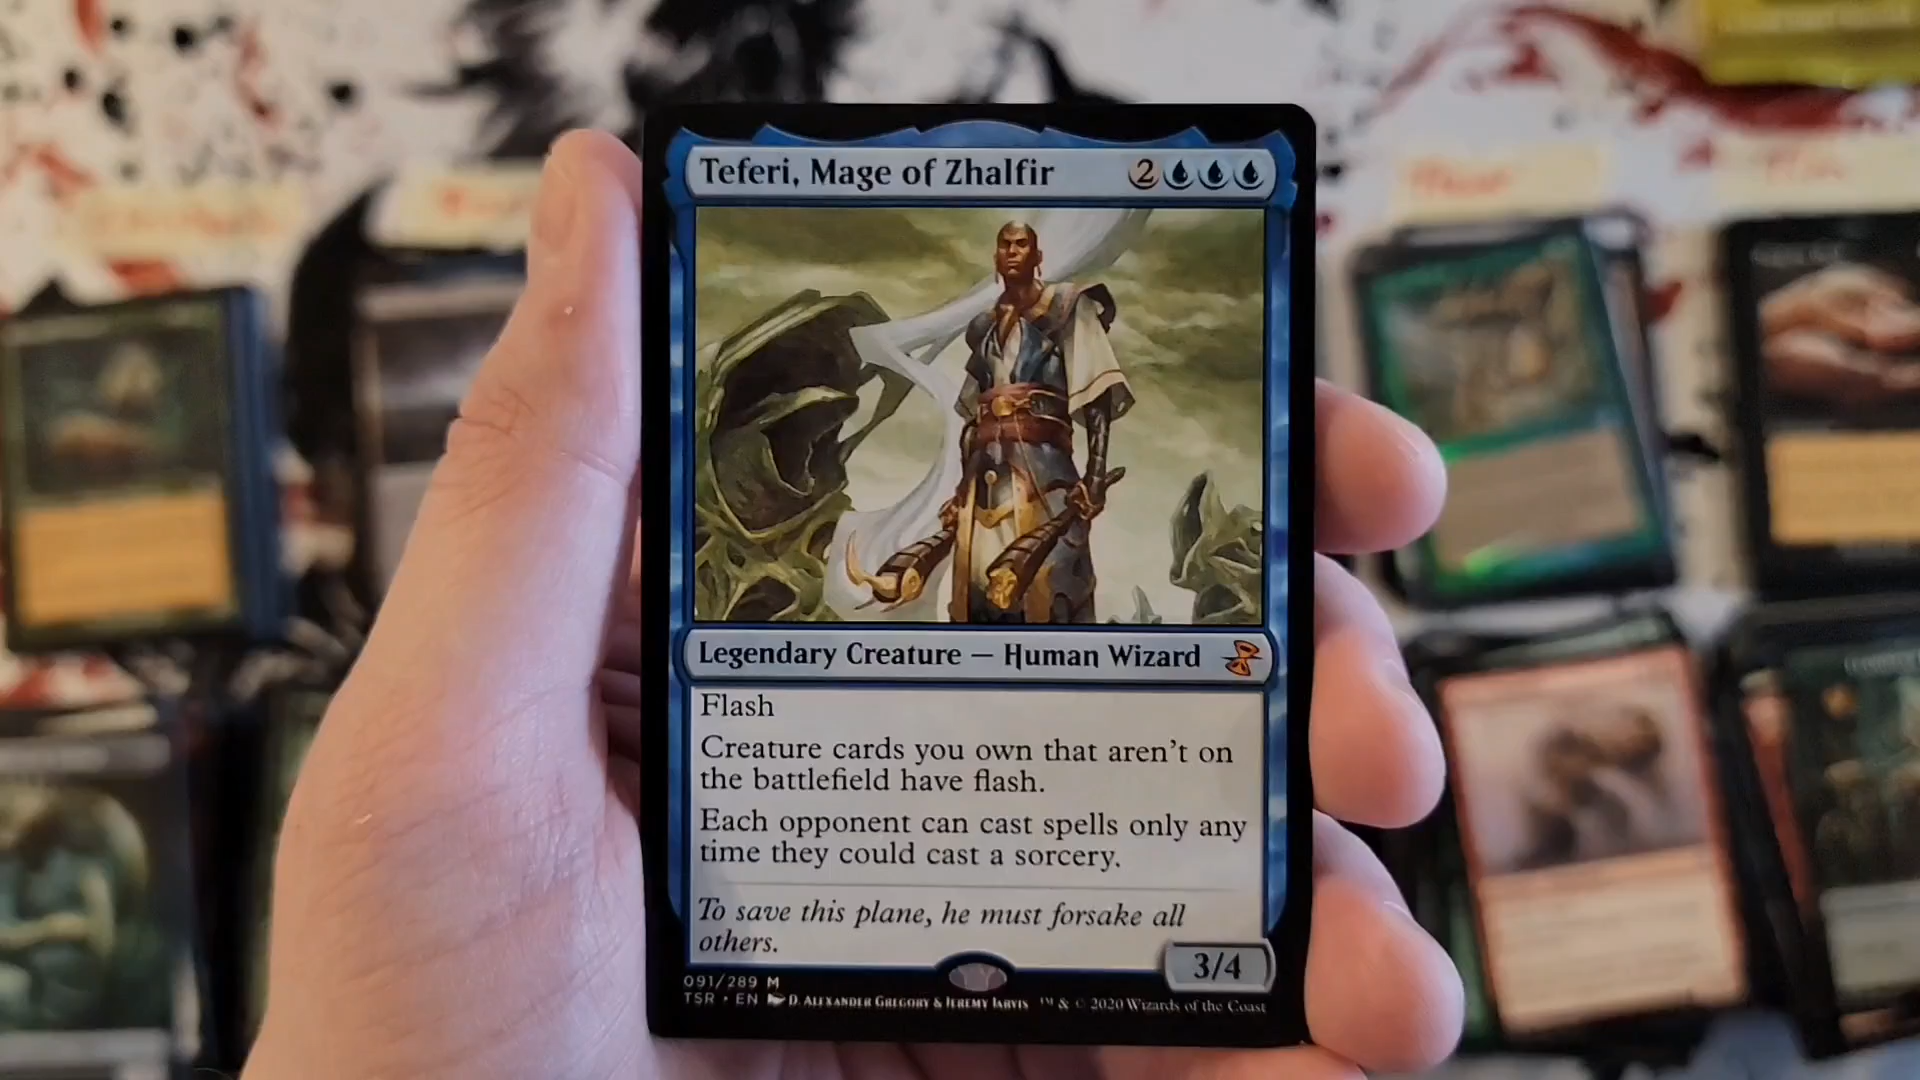 Teferi, Mage of Zhalfir 2
Legendary Creature — Human Wizard
Flash
Creature cards you own that aren't on
the battlefield have flash.
Each opponent can cast spells only any
time they could cast a sorcery.
To save this plane, he must forsake all
others.
3/4
091/289 M
TSR • EN D. Alexander Gregory & Jeremy Jarvis ™ & © 2020 Wizards of the Coast